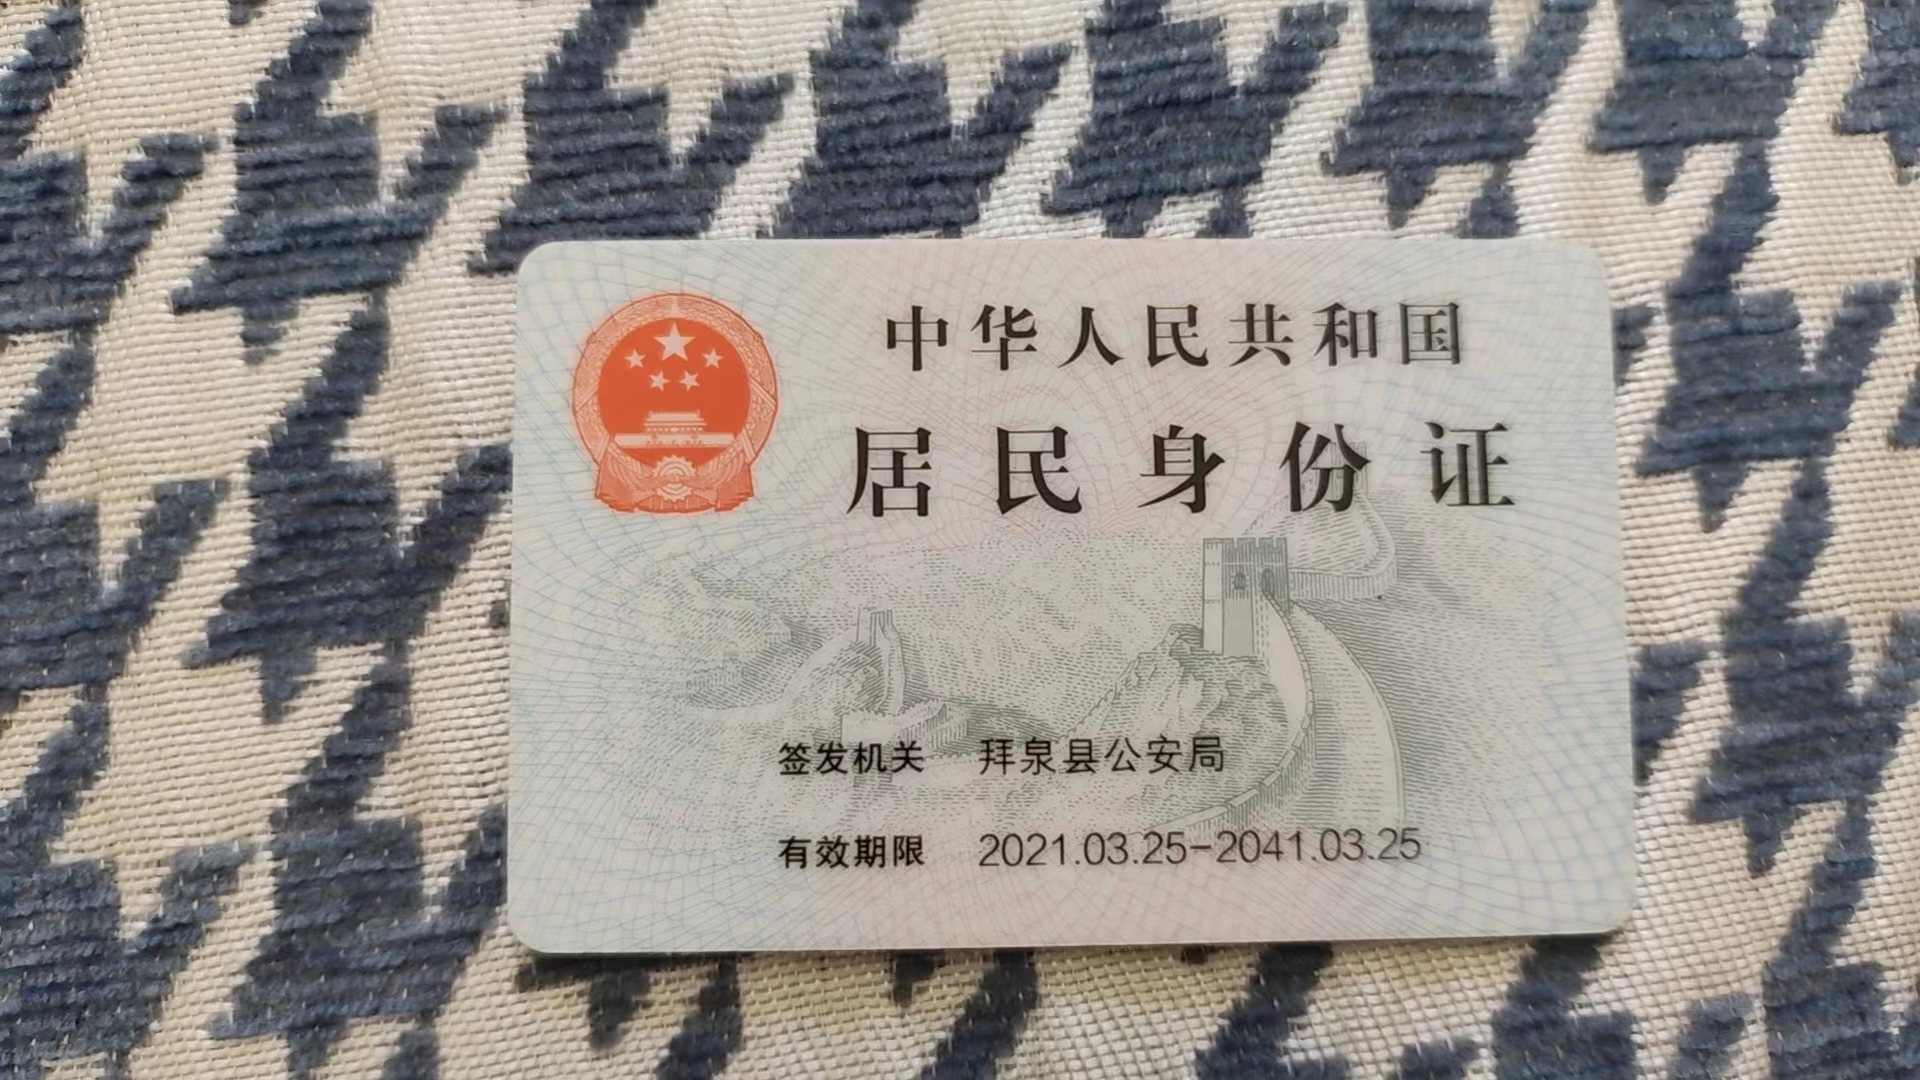 中华人民共和国
居民身份证
签发机关 拜泉县公安局
有效期限 2021.03.25-2041.03.25